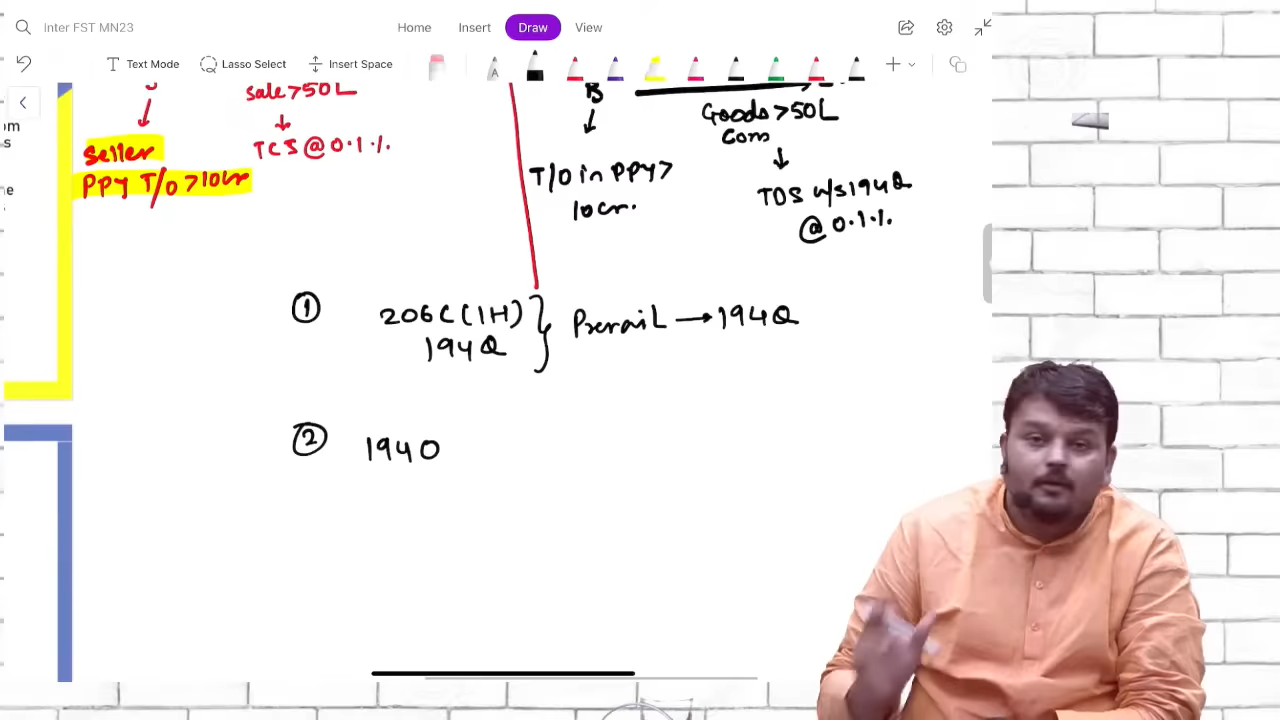 Inter FST MN23
Home
Insert
Draw
View
Text Mode
Lasso Select
Insert Space
A
om
s
e
s
sale > 50L
TCS @ 0.1%.
Seller
PPY T/O > 10cr
B
T/O in PPY >
10cr.
Goods > 50L
Com
TDS u/s 194Q
@ 0.1%.
① 206C(1H)
194Q
Prevail → 194Q
② 194O